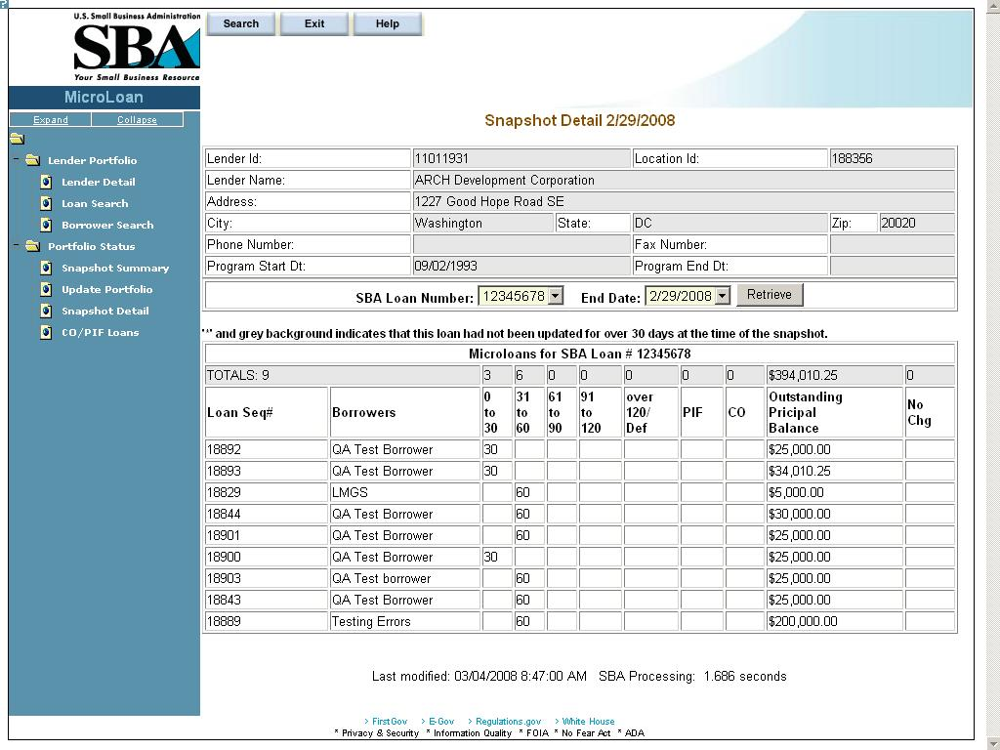 U.S. Small Business Administration
SBA
Your Small Business Resource
Search Exit Help
MicroLoan
Expand Collapse
Lender Portfolio
Lender Detail
Loan Search
Borrower Search
Portfolio Status
Snapshot Summary
Update Portfolio
Snapshot Detail
CO/PIF Loans
Snapshot Detail 2/29/2008
Lender Id: 11011931 Location Id: 188356
Lender Name: ARCH Development Corporation
Address: 1227 Good Hope Road SE
City: Washington State: DC Zip: 20020
Phone Number: Fax Number:
Program Start Dt: 09/02/1993 Program End Dt:
SBA Loan Number: 12345678 End Date: 2/29/2008 Retrieve
'*' and grey background indicates that this loan had not been updated for over 30 days at the time of the snapshot.
Microloans for SBA Loan # 12345678
TOTALS: 9 3 6 0 0 0 0 0 $394,010.25 0
Loan Seq# Borrowers 0 to 30 31 to 60 61 to 90 91 to 120 over 120/ Def PIF CO Outstanding Pricipal Balance No Chg
18892 QA Test Borrower 30 $25,000.00
18893 QA Test Borrower 30 $34,010.25
18829 LMGS 60 $5,000.00
18844 QA Test Borrower 60 $30,000.00
18901 QA Test Borrower 60 $25,000.00
18900 QA Test Borrower 30 $25,000.00
18903 QA Test borrower 60 $25,000.00
18843 QA Test Borrower 60 $25,000.00
18889 Testing Errors 60 $200,000.00
Last modified: 03/04/2008 8:47:00 AM SBA Processing: 1.686 seconds
> FirstGov > E-Gov > Regulations.gov > White House
* Privacy & Security * Information Quality * FOIA * No Fear Act * ADA